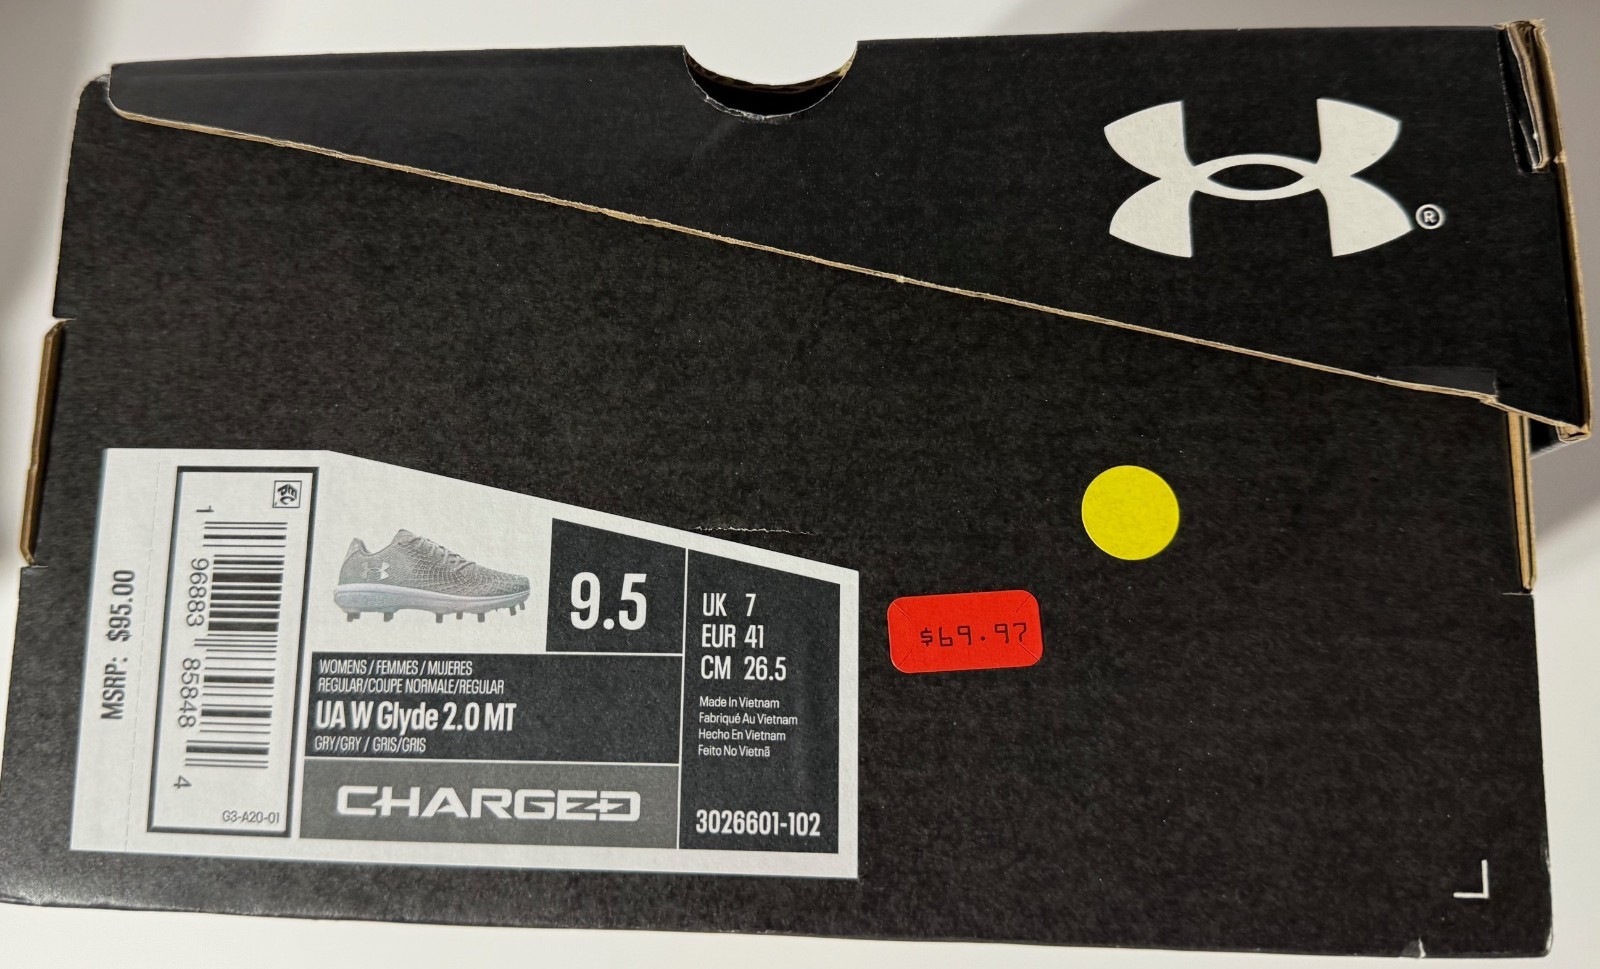 ®
MSRP: $95.00
EPC
1 96883 85848 4
G3-A20-01
9.5
WOMENS / FEMMES / MUJERES
REGULAR/COUPE NORMALE/REGULAR
UA W Glyde 2.0 MT
GRY/GRY / GRIS/GRIS
CHARGED
UK 7
EUR 41
CM 26.5
Made In Vietnam
Fabriqué Au Vietnam
Hecho En Vietnam
Feito No Vietnã
3026601-102
$69.97